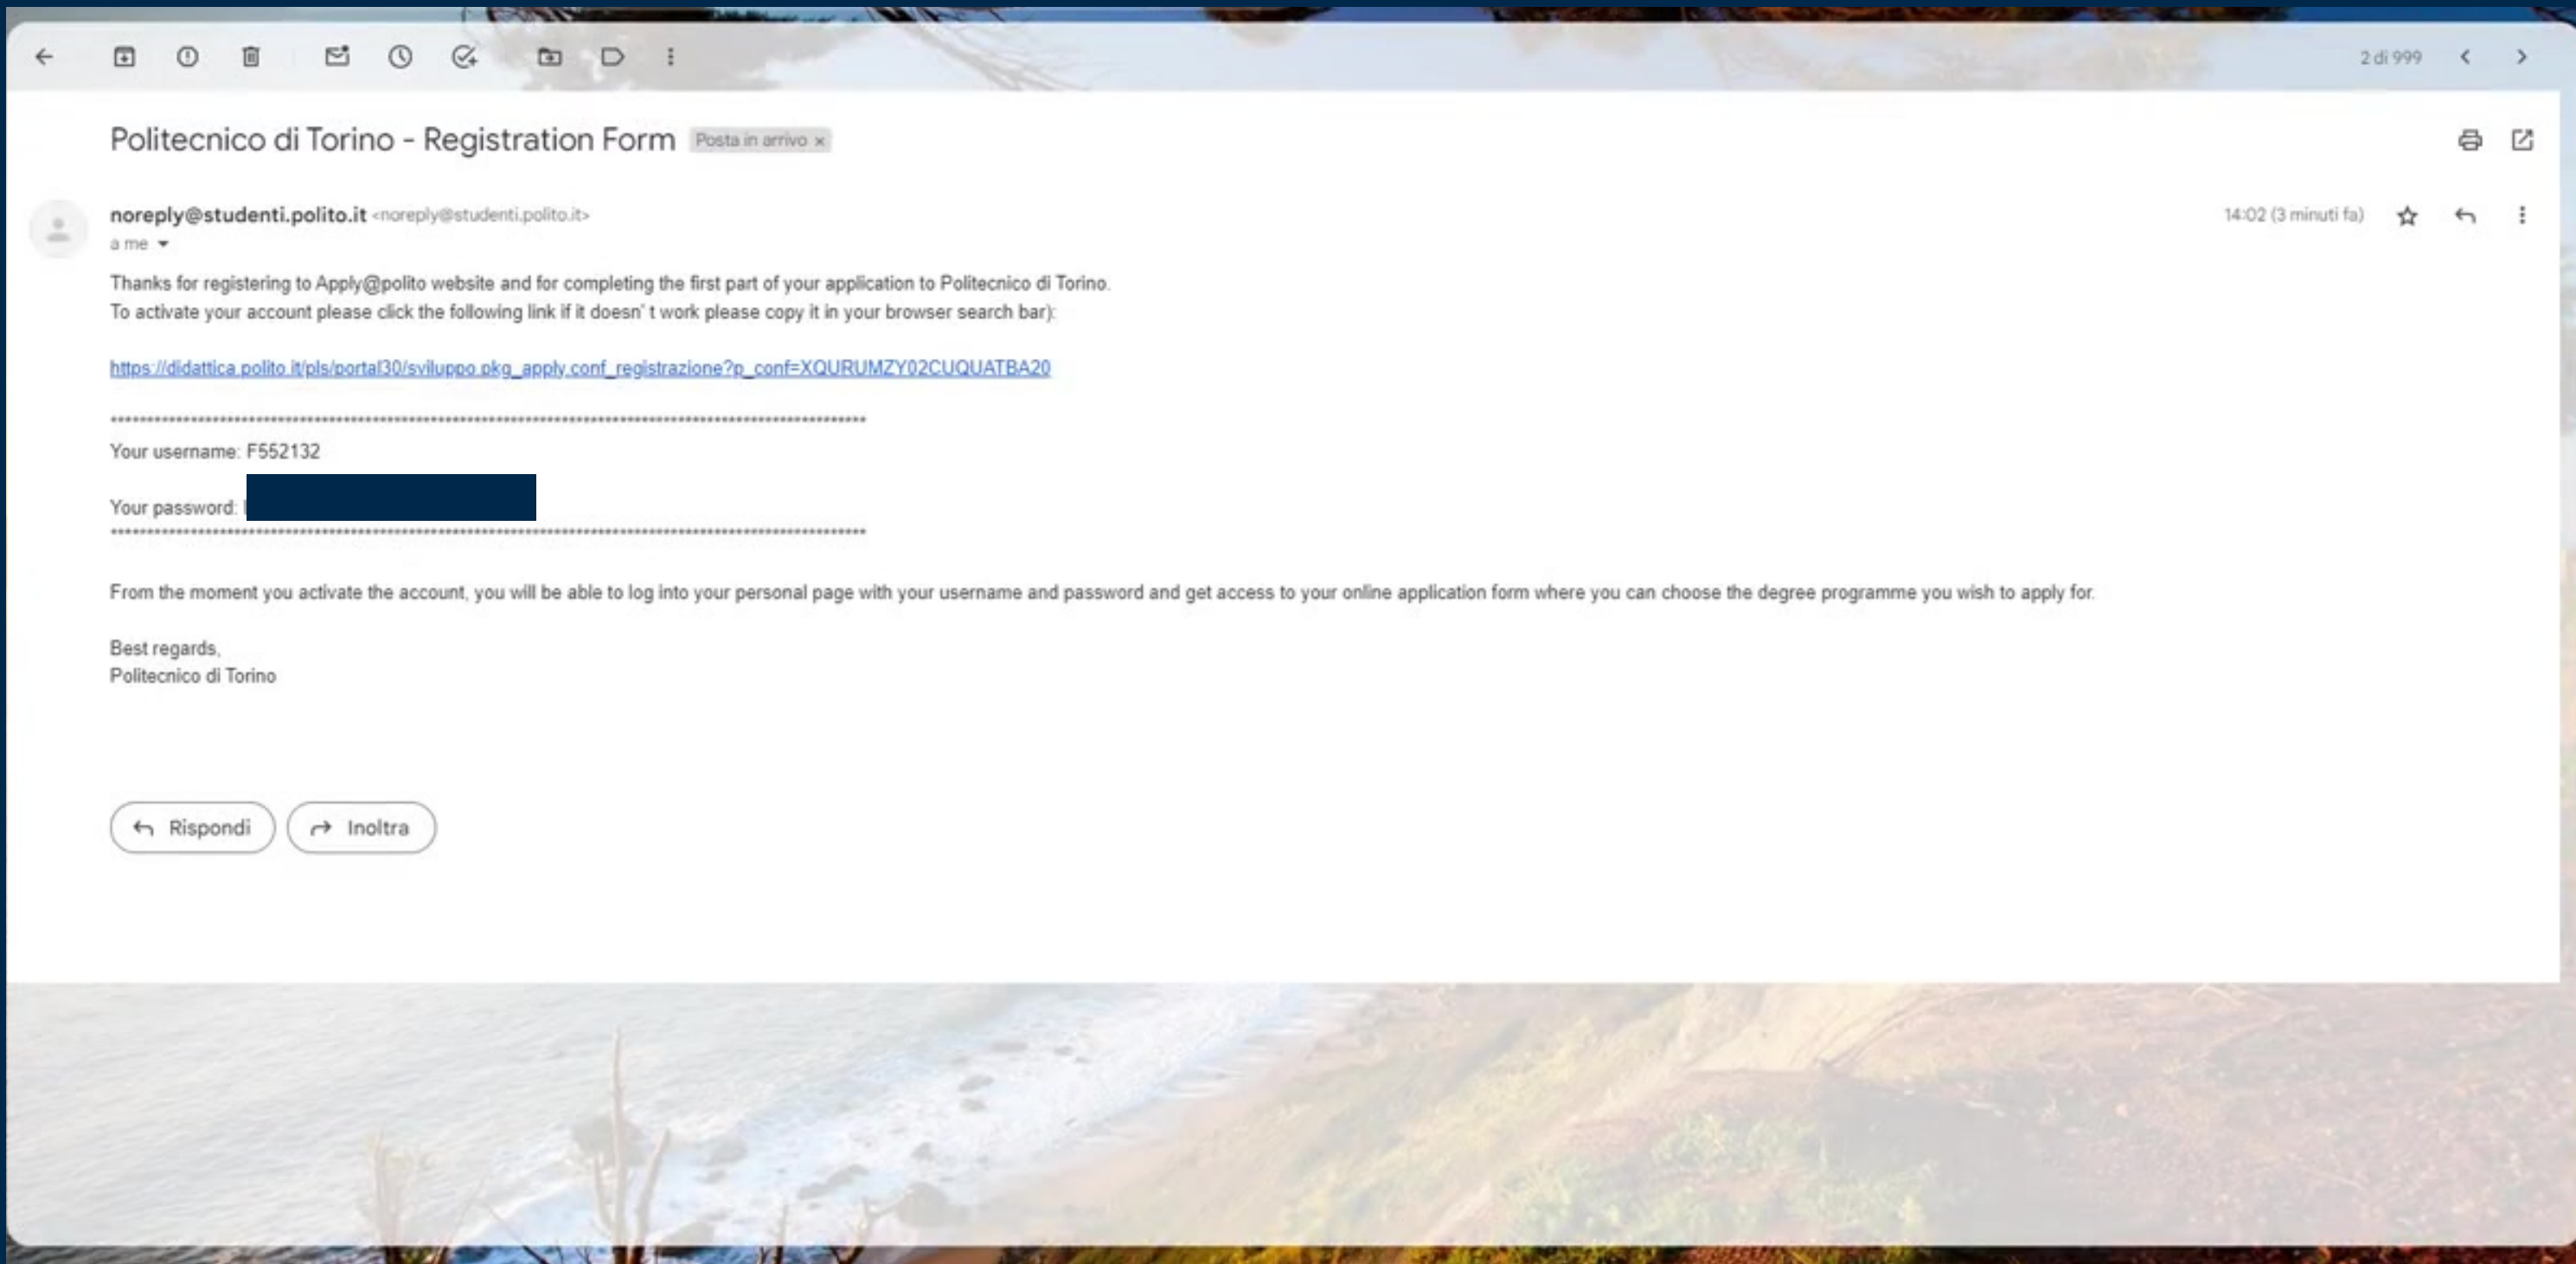 2 di 999
Politecnico di Torino - Registration Form Posta in arrivo x
noreply@studenti.polito.it <noreply@studenti.polito.it>
14:02 (3 minuti fa)
a me
Thanks for registering to Apply@polito website and for completing the first part of your application to Politecnico di Torino.
To activate your account please click the following link if it doesn' t work please copy it in your browser search bar):
https://didattica.polito.it/pls/portal30/sviluppo.pkg_apply.conf_registrazione?p_conf=XQURUMZY02CUQUATBA20
Your username: F552132
Your password:
From the moment you activate the account, you will be able to log into your personal page with your username and password and get access to your online application form where you can choose the degree programme you wish to apply for.
Best regards,
Politecnico di Torino
Rispondi
Inoltra